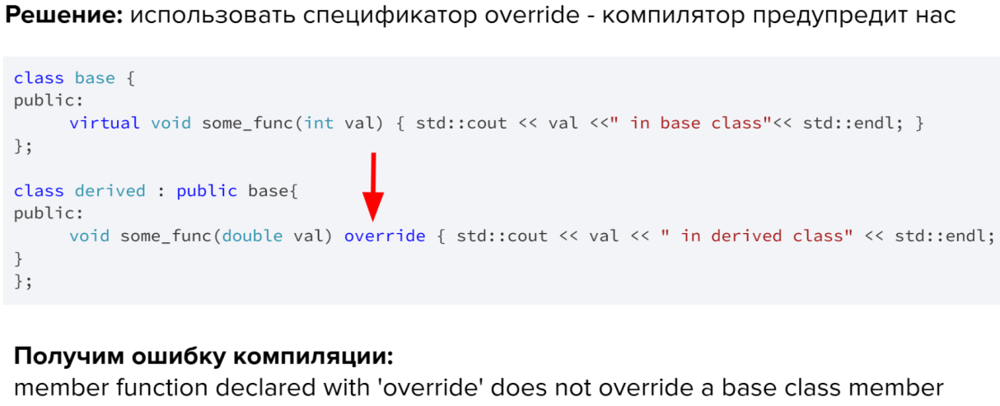 Решение: использовать спецификатор override - компилятор предупредит нас
class base {
public:
virtual void some_func(int val) { std::cout << val <<" in base class"<< std::endl; }
};
class derived : public base{
public:
void some_func(double val) override { std::cout << val << " in derived class" << std::endl;
}
};
Получим ошибку компиляции:
member function declared with 'override' does not override a base class member